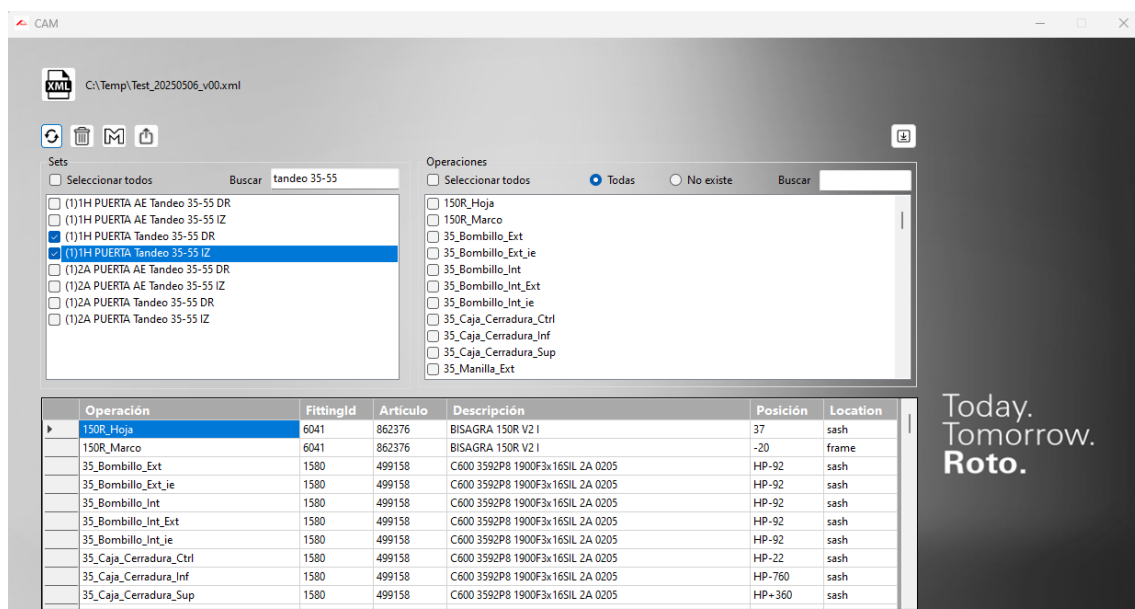 CAM
XML C:\Temp\Test_20250506_v00.xml
Sets
Seleccionar todos Buscar tandeo 35-55
(1)1H PUERTA AE Tandeo 35-55 DR
(1)1H PUERTA AE Tandeo 35-55 IZ
(1)1H PUERTA Tandeo 35-55 DR
(1)1H PUERTA Tandeo 35-55 IZ
(1)2A PUERTA AE Tandeo 35-55 DR
(1)2A PUERTA AE Tandeo 35-55 IZ
(1)2A PUERTA Tandeo 35-55 DR
(1)2A PUERTA Tandeo 35-55 IZ
Operaciones
Seleccionar todos Todas No existe Buscar
150R_Hoja
150R_Marco
35_Bombillo_Ext
35_Bombillo_Ext_ie
35_Bombillo_Int
35_Bombillo_Int_Ext
35_Bombillo_Int_ie
35_Caja_Cerradura_Ctrl
35_Caja_Cerradura_Inf
35_Caja_Cerradura_Sup
35_Manilla_Ext
Operación FittingId Artículo Descripción Posición Location
150R_Hoja 6041 862376 BISAGRA 150R V2 I 37 sash
150R_Marco 6041 862376 BISAGRA 150R V2 I -20 frame
35_Bombillo_Ext 1580 499158 C600 3592P8 1900F3x16SIL 2A 0205 HP-92 sash
35_Bombillo_Ext_ie 1580 499158 C600 3592P8 1900F3x16SIL 2A 0205 HP-92 sash
35_Bombillo_Int 1580 499158 C600 3592P8 1900F3x16SIL 2A 0205 HP-92 sash
35_Bombillo_Int_Ext 1580 499158 C600 3592P8 1900F3x16SIL 2A 0205 HP-92 sash
35_Bombillo_Int_ie 1580 499158 C600 3592P8 1900F3x16SIL 2A 0205 HP-92 sash
35_Caja_Cerradura_Ctrl 1580 499158 C600 3592P8 1900F3x16SIL 2A 0205 HP-22 sash
35_Caja_Cerradura_Inf 1580 499158 C600 3592P8 1900F3x16SIL 2A 0205 HP-760 sash
35_Caja_Cerradura_Sup 1580 499158 C600 3592P8 1900F3x16SIL 2A 0205 HP+360 sash
Today.
Tomorrow.
Roto.